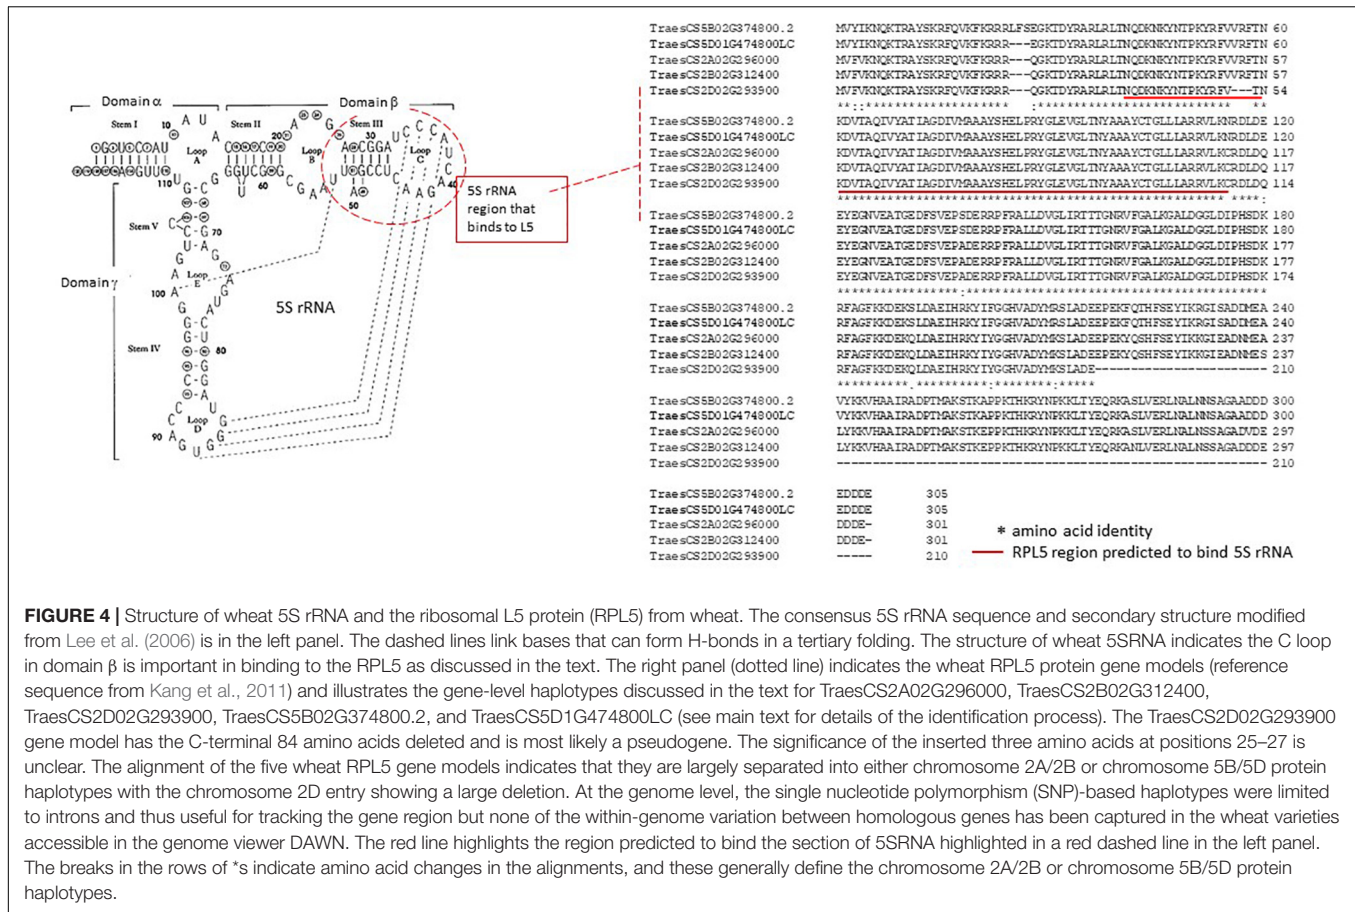 Domain α
Domain β
Stem I
10
Stem II
20
Stem III
30
Loop A
Loop B
Loop C
110
60
50
40
5S rRNA region that binds to L5
Stem V
70
Domain γ
Loop E
100
5S rRNA
Stem IV
80
Loop D
90
TraesCS5B02G374800.2 MVYIKNQKTRAYSKRFQVKFKRRRLFSEGKTDYRARLRLTNQDKNKYNTPKYRFVVRFTN 60
TraesCS5D01G474800LC MVYIKNQKTRAYSKRFQVKFKRRR---EGKTDYRARLRLTNQDKNKYNTPKYRFVVRFTN 60
TraesCS2A02G296000 MVFVKNQKTRAYSKRFQVKFKRRR---QGKTDYRARLRLTNQDKNKYNTPKYRFVVRFTN 57
TraesCS2B02G312400 MVFVKNQKTRAYSKRFQVKFKRRR---QGKTDYRARLRLTNQDKNKYNTPKYRFVVRFTN 57
TraesCS2D02G293900 MVFVKNQKTRAYSKRFQVKFKRRR---QGKTDYRARLRLTNQDKNKYNTPKYRFV---TN 54
TraesCS5B02G374800.2 KDVTAQIVYATIAGDIVMAAAYSHELPRYGLEVGLTNYAAAYCTGLLLARRVLKNRDLDE 120
TraesCS5D01G474800LC KDVTAQIVYATIAGDIVMAAAYSHELPRYGLEVGLTNYAAAYCTGLLLARRVLKNRDLDE 120
TraesCS2A02G296000 KDVTAQIVYATIAGDIVMAAAYSHELPRYGLEVGLTNYAAAYCTGLLLARRVLKCRDLDQ 117
TraesCS2B02G312400 KDVTAQIVYATIAGDIVMAAAYSHELPRYGLEVGLTNYAAAYCTGLLLARRVLKCRDLDQ 117
TraesCS2D02G293900 KDVTAQIVYATIAGDIVMAAAYSHELPRYGLEVGLTNYAAAYCTGLLLARRVLKCRDLDQ 114
TraesCS5B02G374800.2 EYEGNVEATGEDFSVEPSDERRPFRALLDVGLIRTTTGNRVFGALKGALDGGLDIPHSDK 180
TraesCS5D01G474800LC EYEGNVEATGEDFSVEPSDERRPFRALLDVGLIRTTTGNRVFGALKGALDGGLDIPHSDK 180
TraesCS2A02G296000 EYEGNVEATGEDFSVEPADERRPFRALLDVGLIRTTTGNRVFGALKGALDGGLDIPHSDK 177
TraesCS2B02G312400 EYEGNVEATGEDFSVEPADERRPFRALLDVGLIRTTTGNRVFGALKGALDGGLDIPHSDK 177
TraesCS2D02G293900 EYEGNVEATGEDFSVEPADERRPFRALLDVGLIRTTTGNRVFGALKGALDGGLDIPHSDK 174
TraesCS5B02G374800.2 RFAGFKKDEKSLDAEIHRKYIFGGHVADYMRSLADEEPEKFQTHFSEYIKRGISADDMEA 240
TraesCS5D01G474800LC RFAGFKKDEKSLDAEIHRKYIFGGHVADYMRSLADEEPEKFQTHFSEYIKRGISADDMEA 240
TraesCS2A02G296000 RFAGFKKDEKQLDAEIHRKYIYGGHVADYMKSLADEEPEKYQSHFSEYIKKGIEADNMEA 237
TraesCS2B02G312400 RFAGFKKDEKQLDAEIHRKYIYGGHVADYMKSLADEEPEKYQSHFSEYIKKGIEADNMES 237
TraesCS2D02G293900 RFAGFKKDEKQLDAEIHRKYIYGGHVADYMKSLADE------------------------ 210
TraesCS5B02G374800.2 VYKKVHAAIRADPTMAKSTKAPPKTHKRYNPKKLTYEQRKASLVERLNALNNSAGAADDD 300
TraesCS5D01G474800LC VYKKVHAAIRADPTMAKSTKAPPKTHKRYNPKKLTYEQRKASLVERLNALNNSAGAADDD 300
TraesCS2A02G296000 LYKKVHAAIRADPTMAKSTKEPPKTHKRYNPKKLTYEQRKASLVERLNALNSSAGADVDE 297
TraesCS2B02G312400 LYKKVHAAIRADPTMAKSTKEPPKTHKRYNPKKLTYEQRKANLVERLNALNSSAGADDDE 297
TraesCS2D02G293900 ------------------------------------------------------------ 210
TraesCS5B02G374800.2 EDDDE 305
TraesCS5D01G474800LC EDDDE 305
TraesCS2A02G296000 DDDE- 301
TraesCS2B02G312400 DDDE- 301
TraesCS2D02G293900 ----- 210
* amino acid identity
RPL5 region predicted to bind 5S rRNA
FIGURE 4 | Structure of wheat 5S rRNA and the ribosomal L5 protein (RPL5) from wheat. The consensus 5S rRNA sequence and secondary structure modified
from Lee et al. (2006) is in the left panel. The dashed lines link bases that can form H-bonds in a tertiary folding. The structure of wheat 5SRNA indicates the C loop
in domain β is important in binding to the RPL5 as discussed in the text. The right panel (dotted line) indicates the wheat RPL5 protein gene models (reference
sequence from Kang et al., 2011) and illustrates the gene-level haplotypes discussed in the text for TraesCS2A02G296000, TraesCS2B02G312400,
TraesCS2D02G293900, TraesCS5B02G374800.2, and TraesCS5D1G474800LC (see main text for details of the identification process). The TraesCS2D02G293900
gene model has the C-terminal 84 amino acids deleted and is most likely a pseudogene. The significance of the inserted three amino acids at positions 25–27 is
unclear. The alignment of the five wheat RPL5 gene models indicates that they are largely separated into either chromosome 2A/2B or chromosome 5B/5D protein
haplotypes with the chromosome 2D entry showing a large deletion. At the genome level, the single nucleotide polymorphism (SNP)-based haplotypes were limited
to introns and thus useful for tracking the gene region but none of the within-genome variation between homologous genes has been captured in the wheat varieties
accessible in the genome viewer DAWN. The red line highlights the region predicted to bind the section of 5SRNA highlighted in a red dashed line in the left panel.
The breaks in the rows of *s indicate amino acid changes in the alignments, and these generally define the chromosome 2A/2B or chromosome 5B/5D protein
haplotypes.